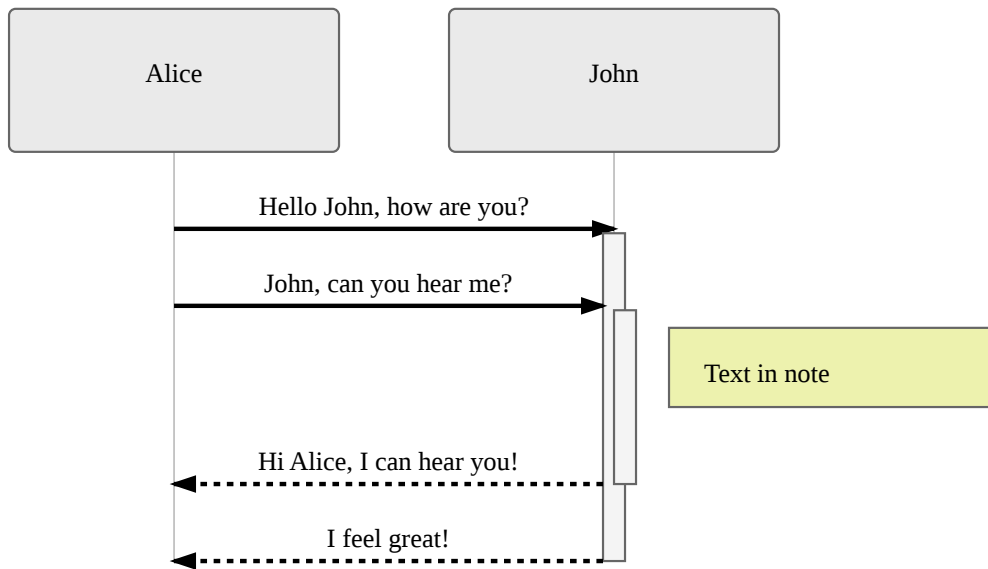 Alice
John
Hello John, how are you?
John, can you hear me?
Text in note
Hi Alice, I can hear you!
I feel great!